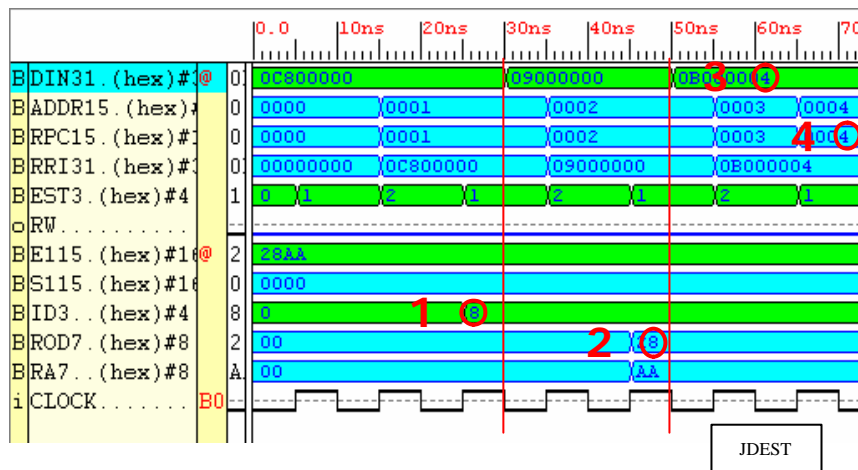 0.0 10ns 20ns 30ns 40ns 50ns 60ns 70
B DIN31.(hex)#3@ 0 0C800000 09000000 0B000004 3
B ADDR15.(hex)# 0 0000 0001 0002 0003 0004
B RPC15.(hex)#1 0 0000 0001 0002 0003 0004 4
B RRI31.(hex)#3 0 00000000 0C800000 09000000 0B000004
B EST3.(hex)#4 1 0 1 2 1 2 1 2 1
o RW..........
B E115.(hex)#16@ 2 28AA
B S115.(hex)#16 0 0000
B ID3..(hex)#4 8 0 1 8
B ROD7.(hex)#8 2 00 2 28
B RA7..(hex)#8 A. 00 AA
i CLOCK....... B0
JDEST